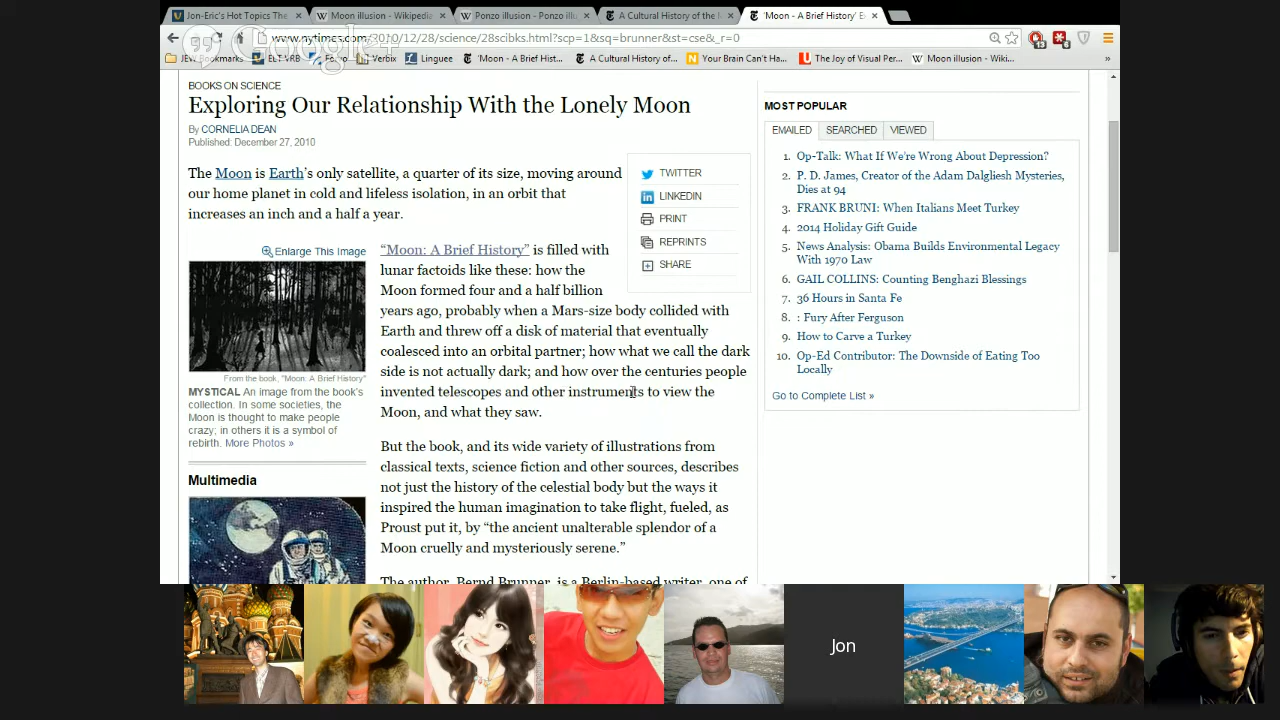 Jon-Eric's Hot Topics The
Moon illusion - Wikipedia
Ponzo illusion - Ponzo illu
A Cultural History of the M
'Moon - A Brief History' E
Google+
www.nytimes.com/2010/12/28/science/28scibks.html?scp=1&sq=brunner&st=cse&_r=0
13
6
JEW Bookmarks
ELT VRB
Verbix
Linguee
'Moon - A Brief Hist...
A Cultural History of...
Your Brain Can't Ha...
The Joy of Visual Per...
Moon illusion - Wiki...
»
BOOKS ON SCIENCE
Exploring Our Relationship With the Lonely Moon
By CORNELIA DEAN
Published: December 27, 2010
The Moon is Earth's only satellite, a quarter of its size, moving around
our home planet in cold and lifeless isolation, in an orbit that
increases an inch and a half a year.
TWITTER
LINKEDIN
PRINT
REPRINTS
SHARE
Enlarge This Image
From the book, "Moon: A Brief History"
MYSTICAL An image from the book's
collection. In some societies, the
Moon is thought to make people
crazy; in others it is a symbol of
rebirth. More Photos »
Multimedia
“Moon: A Brief History” is filled with
lunar factoids like these: how the
Moon formed four and a half billion
years ago, probably when a Mars-size body collided with
Earth and threw off a disk of material that eventually
coalesced into an orbital partner; how what we call the dark
side is not actually dark; and how over the centuries people
invented telescopes and other instruments to view the
Moon, and what they saw.
But the book, and its wide variety of illustrations from
classical texts, science fiction and other sources, describes
not just the history of the celestial body but the ways it
inspired the human imagination to take flight, fueled, as
Proust put it, by “the ancient unalterable splendor of a
Moon cruelly and mysteriously serene.”
The author, Bernd Brunner, is a Berlin-based writer, one of
MOST POPULAR
EMAILED
SEARCHED
VIEWED
1. Op-Talk: What If We're Wrong About Depression?
2. P. D. James, Creator of the Adam Dalgliesh Mysteries,
Dies at 94
3. FRANK BRUNI: When Italians Meet Turkey
4. 2014 Holiday Gift Guide
5. News Analysis: Obama Builds Environmental Legacy
With 1970 Law
6. GAIL COLLINS: Counting Benghazi Blessings
7. 36 Hours in Santa Fe
8. : Fury After Ferguson
9. How to Carve a Turkey
10. Op-Ed Contributor: The Downside of Eating Too
Locally
Go to Complete List »
Jon